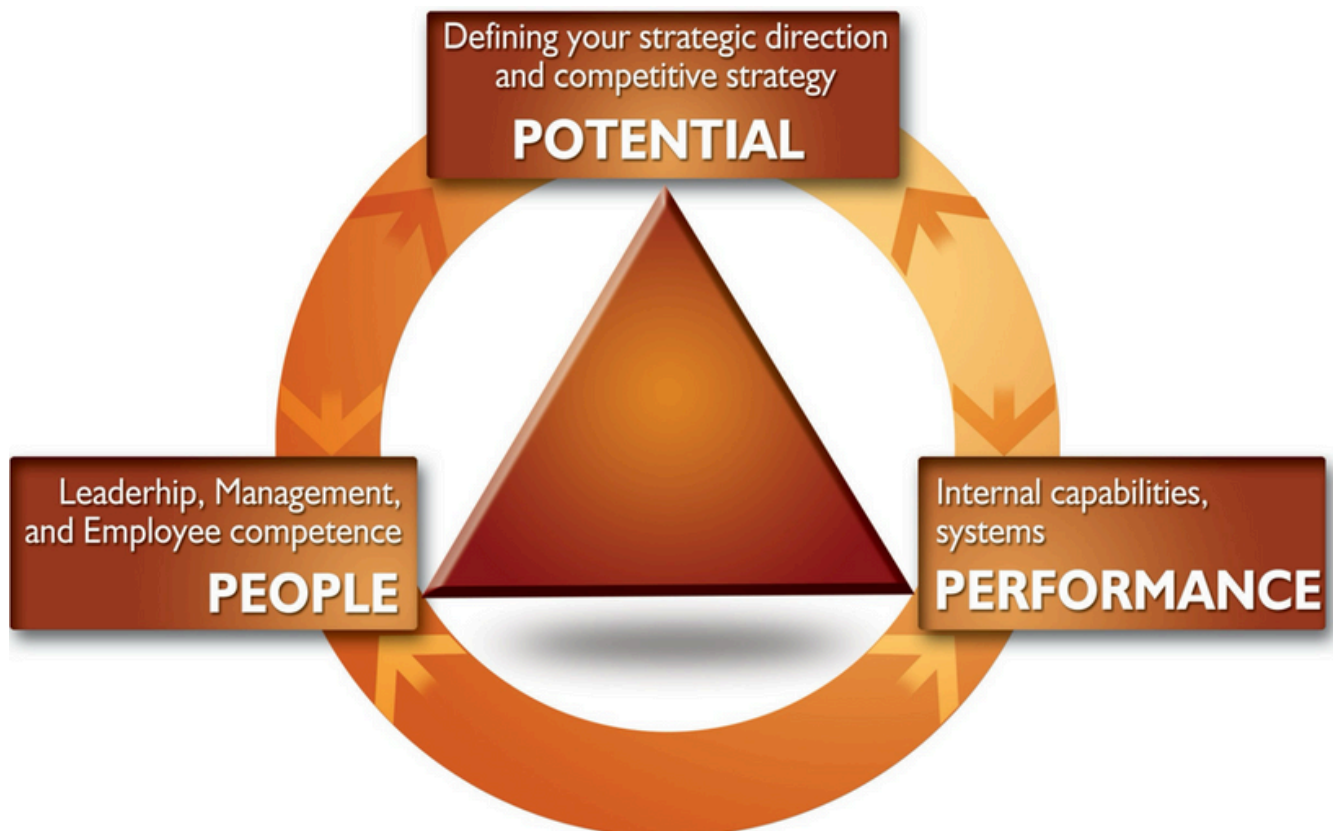 Defining your strategic direction
and competitive strategy
POTENTIAL
Leaderhip, Management,
and Employee competence
PEOPLE
Internal capabilities,
systems
PERFORMANCE